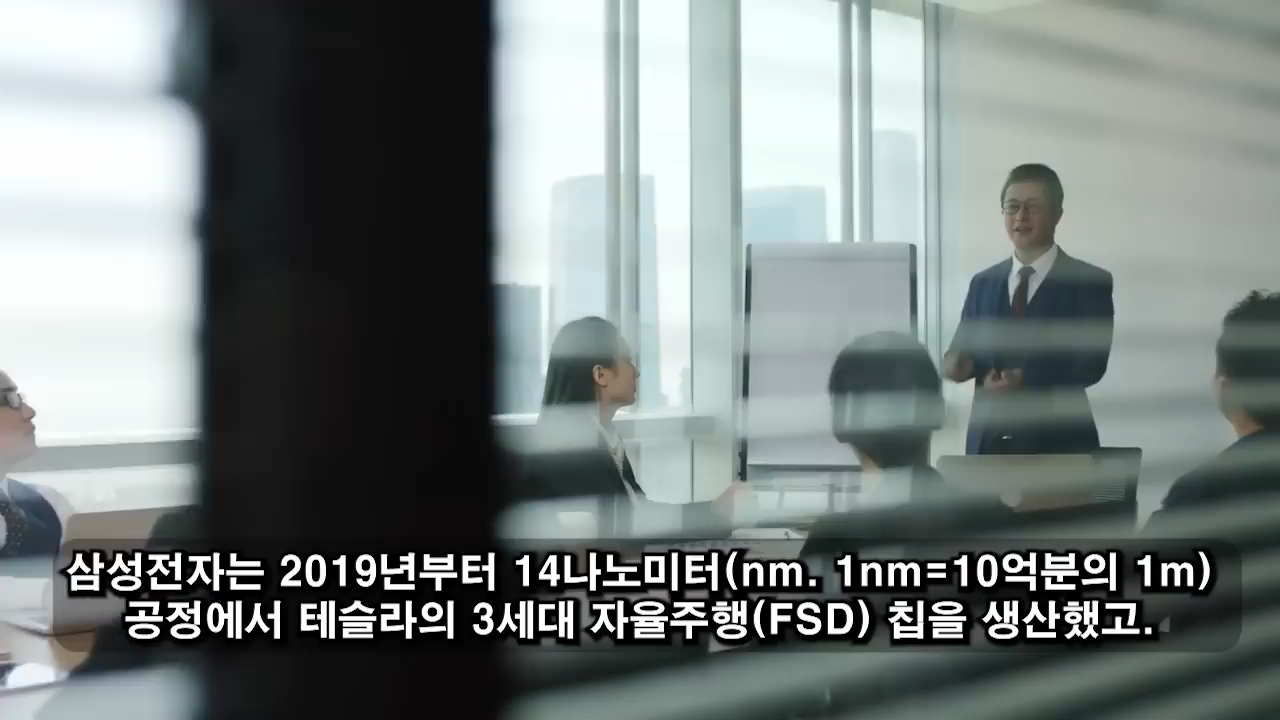 삼성전자는 2019년부터 14나노미터(nm. 1nm=10억분의 1m)
공정에서 테슬라의 3세대 자율주행(FSD) 칩을 생산했고.